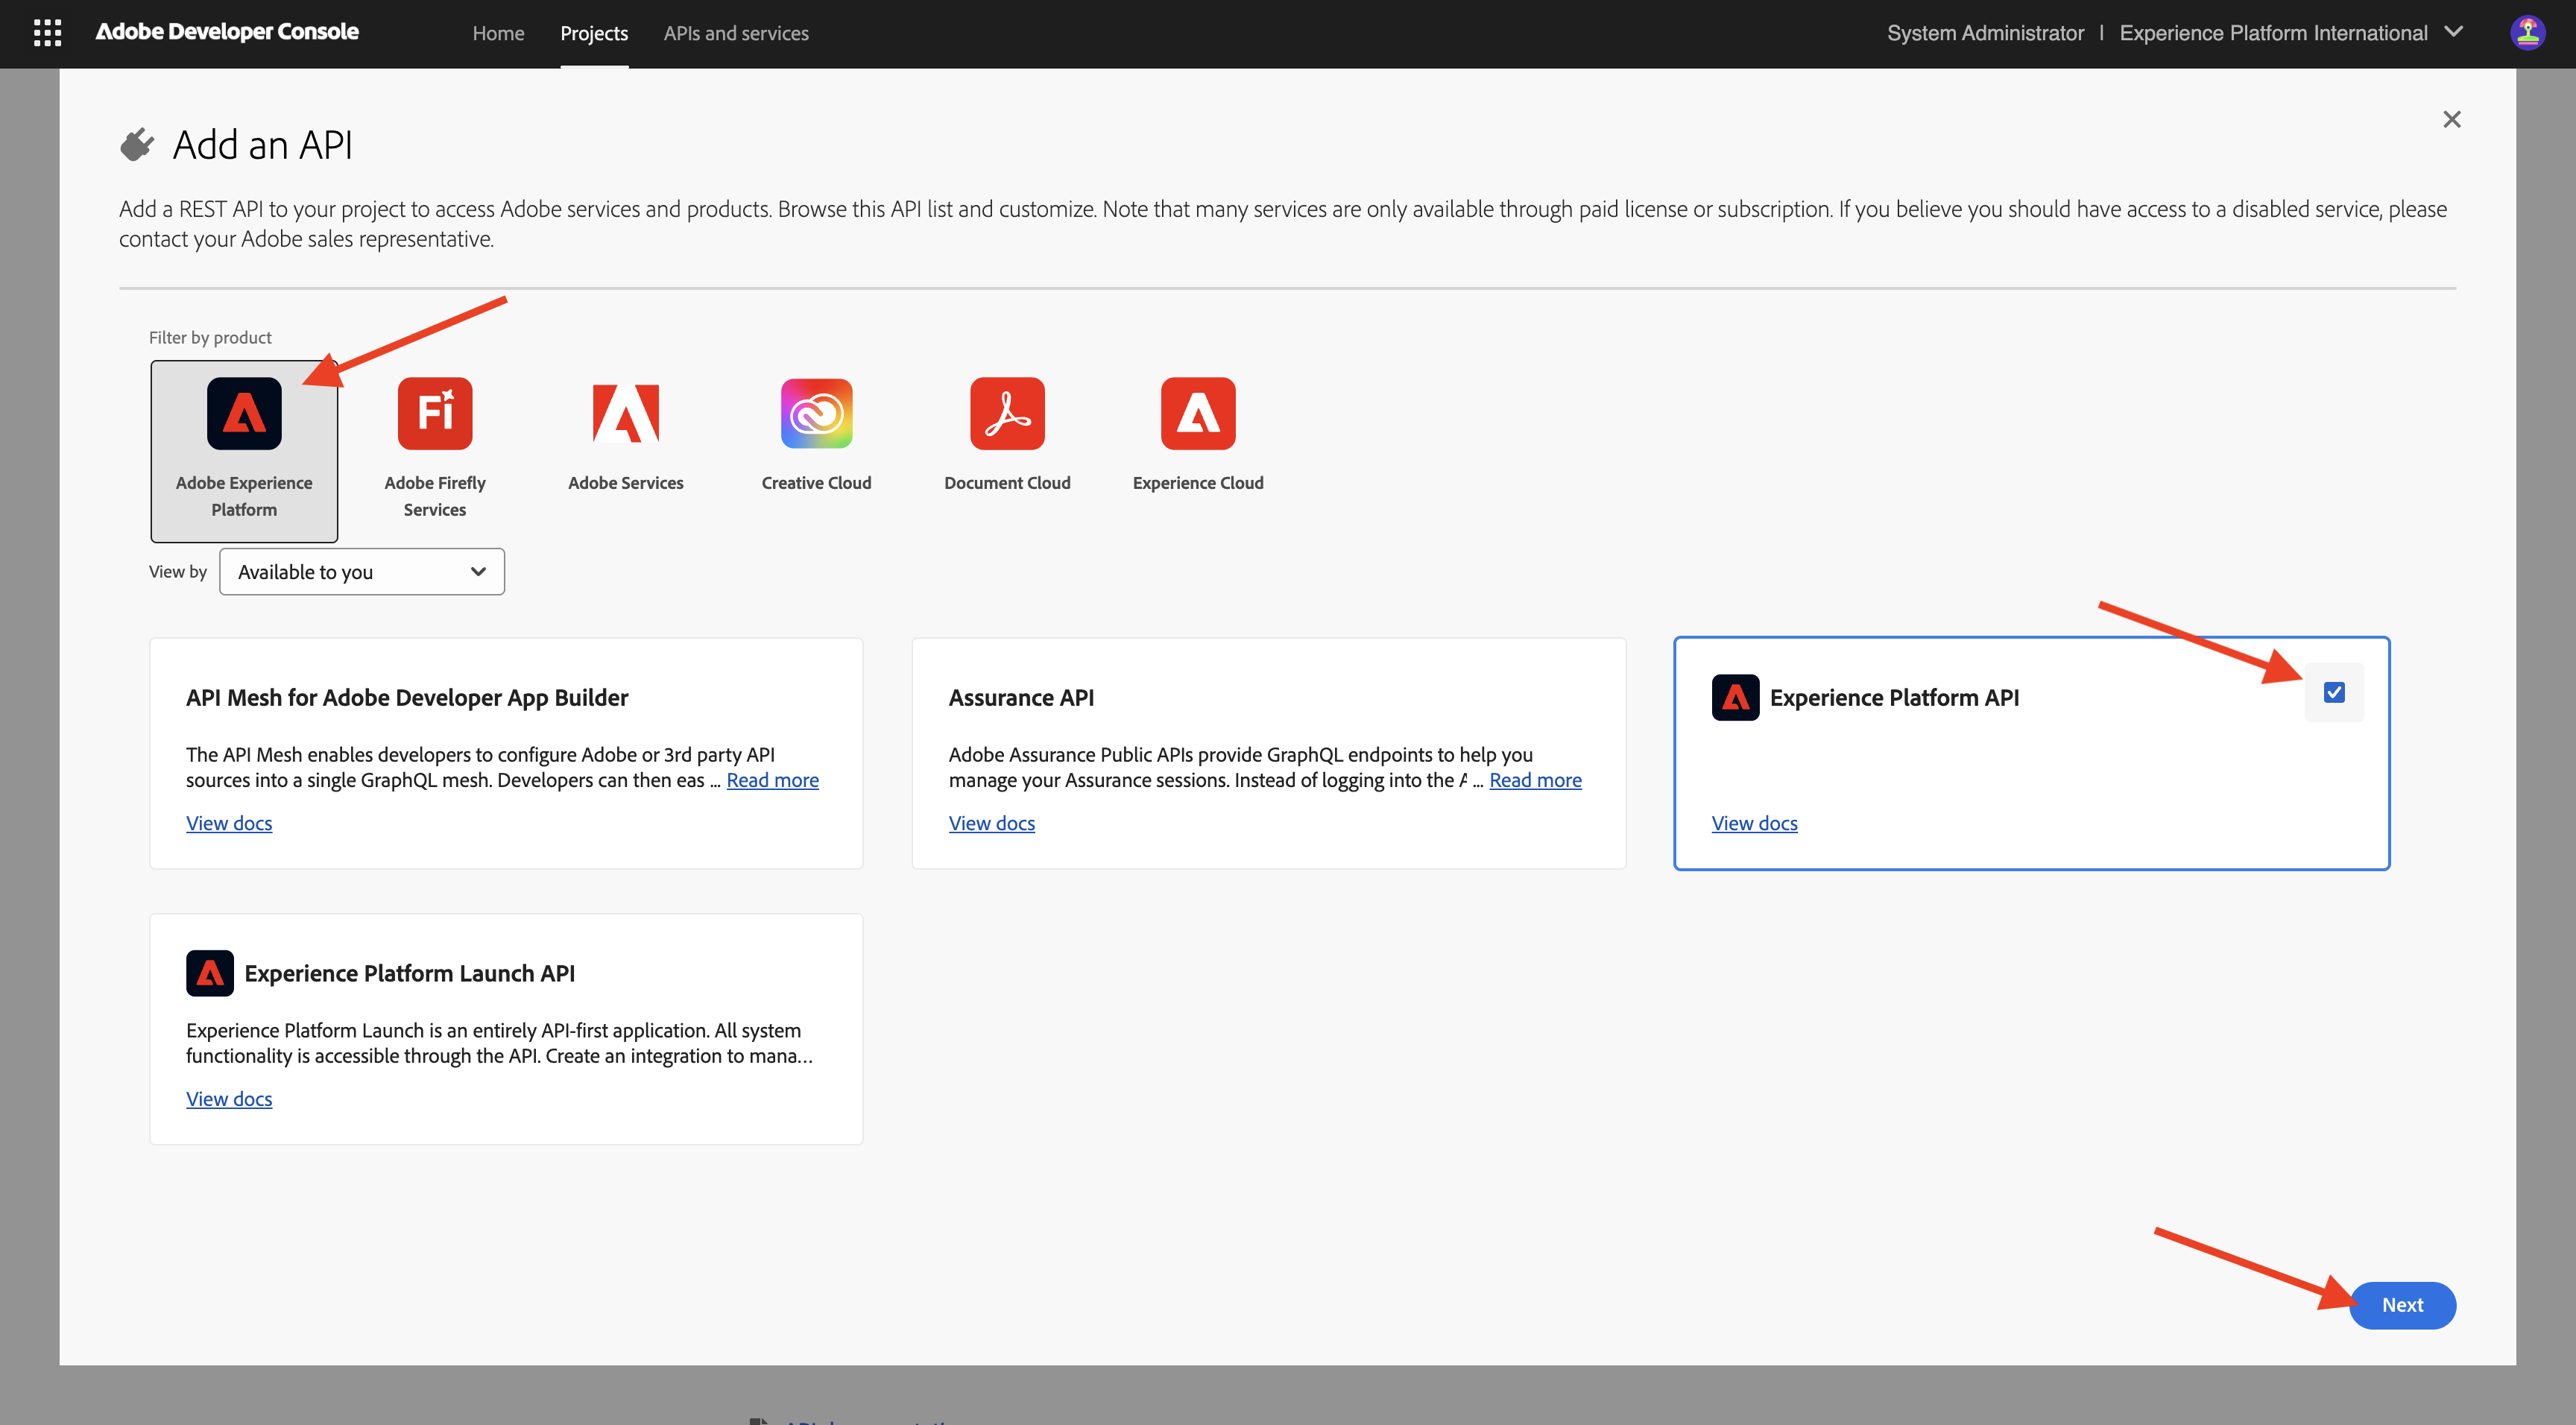 Adobe Developer Console
Home
Projects
APIs and services
System Administrator | Experience Platform International
Add an API
Add a REST API to your project to access Adobe services and products. Browse this API list and customize. Note that many services are only available through paid license or subscription. If you believe you should have access to a disabled service, please
contact your Adobe sales representative.
Filter by product
Fi
Adobe Experience
Platform
Adobe Firefly
Services
Adobe Services
Creative Cloud
Document Cloud
Experience Cloud
View by
Available to you
API Mesh for Adobe Developer App Builder
The API Mesh enables developers to configure Adobe or 3rd party API
sources into a single GraphQL mesh. Developers can then eas ... Read more
View docs
Assurance API
Adobe Assurance Public APIs provide GraphQL endpoints to help you
manage your Assurance sessions. Instead of logging into the ... Read more
View docs
Experience Platform API
View docs
Experience Platform Launch API
Experience Platform Launch is an entirely API-first application. All system
functionality is accessible through the API. Create an integration to mana...
View docs
Next